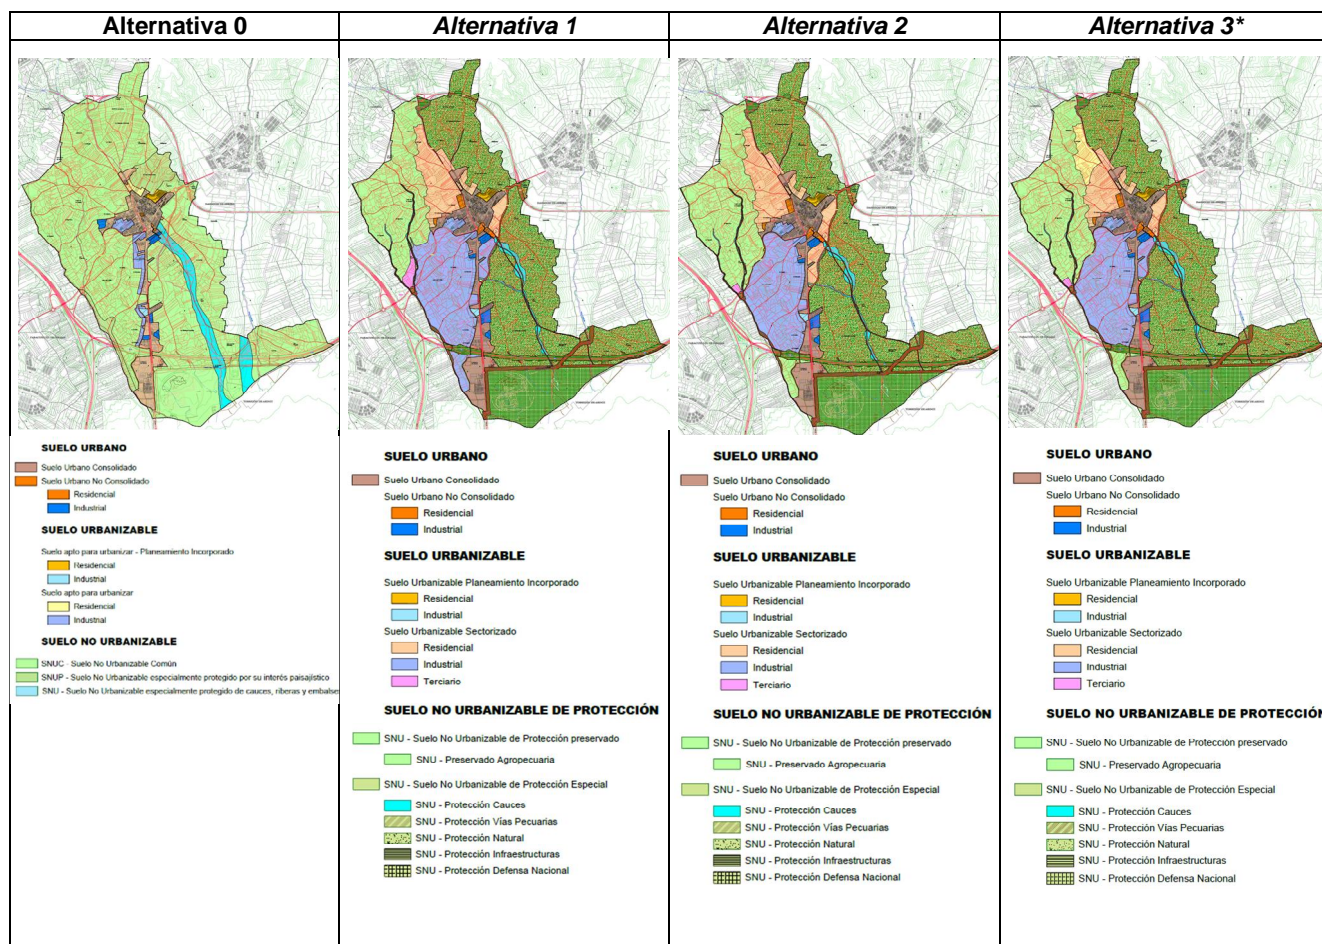 Alternativa 0
Alternativa 1
Alternativa 2
Alternativa 3*
SUELO URBANO
Suelo Urbano Consolidado
Suelo Urbano No Consolidado
Residencial
Industrial
SUELO URBANIZABLE
Suelo apto para urbanizar - Planeamiento Incorporado
Residencial
Industrial
Suelo apto para urbanizar
Residencial
Industrial
SUELO NO URBANIZABLE
SNUC - Suelo No Urbanizable Común
SNUP - Suelo No Urbanizable especialmente protegido por su interés paisajístico
SNU - Suelo No Urbanizable especialmente protegido de cauces, riberas y embalse
SUELO URBANO
Suelo Urbano Consolidado
Suelo Urbano No Consolidado
Residencial
Industrial
SUELO URBANIZABLE
Suelo Urbanizable Planeamiento Incorporado
Residencial
Industrial
Suelo Urbanizable Sectorizado
Residencial
Industrial
Terciario
SUELO NO URBANIZABLE DE PROTECCIÓN
SNU - Suelo No Urbanizable de Protección preservado
SNU - Preservado Agropecuaria
SNU - Suelo No Urbanizable de Protección Especial
SNU - Protección Cauces
SNU - Protección Vías Pecuarias
SNU - Protección Natural
SNU - Protección Infraestructuras
SNU - Protección Defensa Nacional
SUELO URBANO
Suelo Urbano Consolidado
Suelo Urbano No Consolidado
Residencial
Industrial
SUELO URBANIZABLE
Suelo Urbanizable Planeamiento Incorporado
Residencial
Industrial
Suelo Urbanizable Sectorizado
Residencial
Industrial
Terciario
SUELO NO URBANIZABLE DE PROTECCIÓN
SNU - Suelo No Urbanizable de Protección preservado
SNU - Preservado Agropecuaria
SNU - Suelo No Urbanizable de Protección Especial
SNU - Protección Cauces
SNU - Protección Vías Pecuarias
SNU - Protección Natural
SNU - Protección Infraestructuras
SNU - Protección Defensa Nacional
SUELO URBANO
Suelo Urbano Consolidado
Suelo Urbano No Consolidado
Residencial
Industrial
SUELO URBANIZABLE
Suelo Urbanizable Planeamiento Incorporado
Residencial
Industrial
Suelo Urbanizable Sectorizado
Residencial
Industrial
Terciario
SUELO NO URBANIZABLE DE PROTECCIÓN
SNU - Suelo No Urbanizable de Protección preservado
SNU - Preservado Agropecuaria
SNU - Suelo No Urbanizable de Protección Especial
SNU - Protección Cauces
SNU - Protección Vías Pecuarias
SNU - Protección Natural
SNU - Protección Infraestructuras
SNU - Protección Defensa Nacional